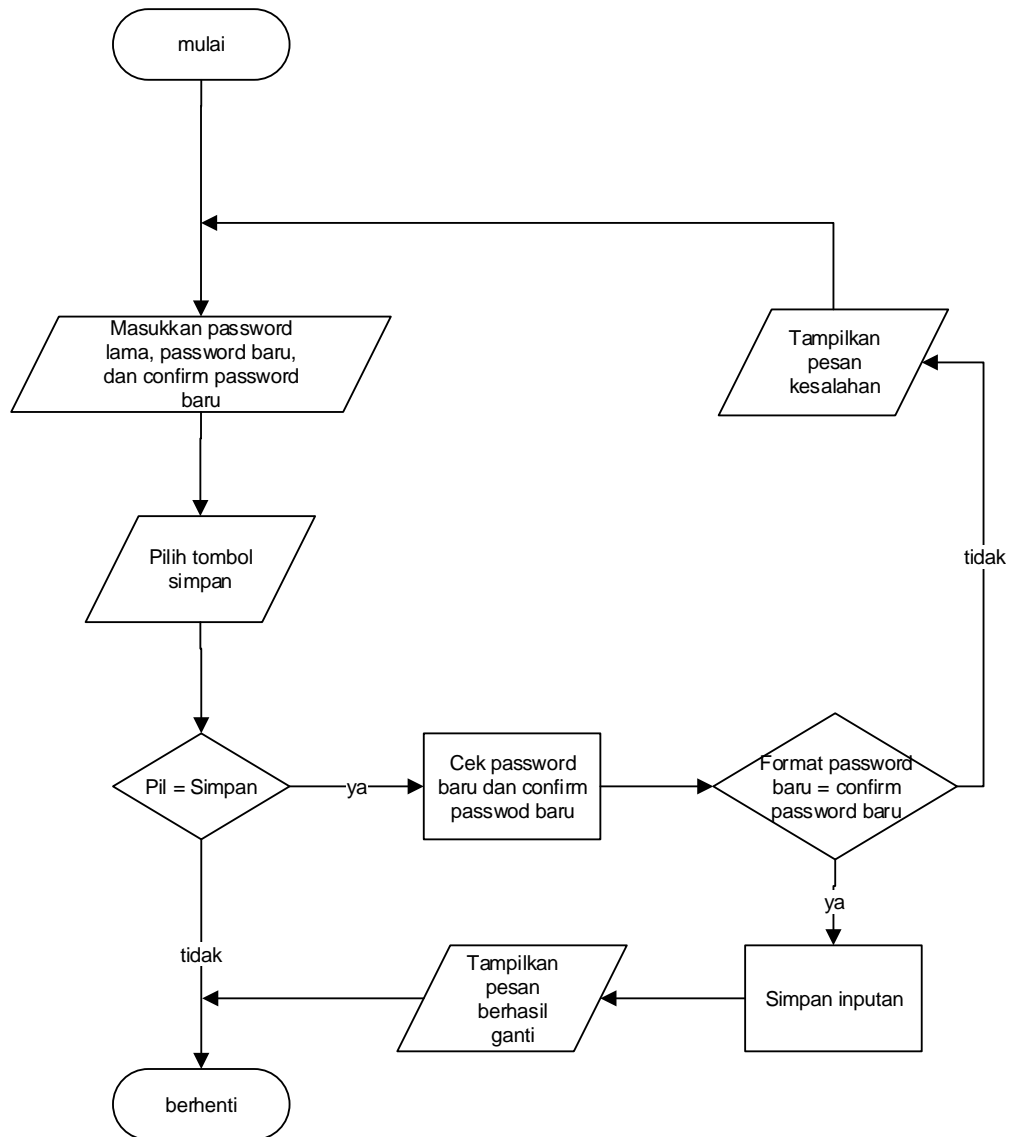 mulai
Masukkan password
lama, password baru,
dan confirm password
baru
Tampilkan
pesan
kesalahan
Pilih tombol
simpan
tidak
Pil = Simpan
ya
Cek password
baru dan confirm
passwod baru
Format password
baru = confirm
password baru
ya
tidak
Tampilkan
pesan
berhasil
ganti
Simpan inputan
berhenti